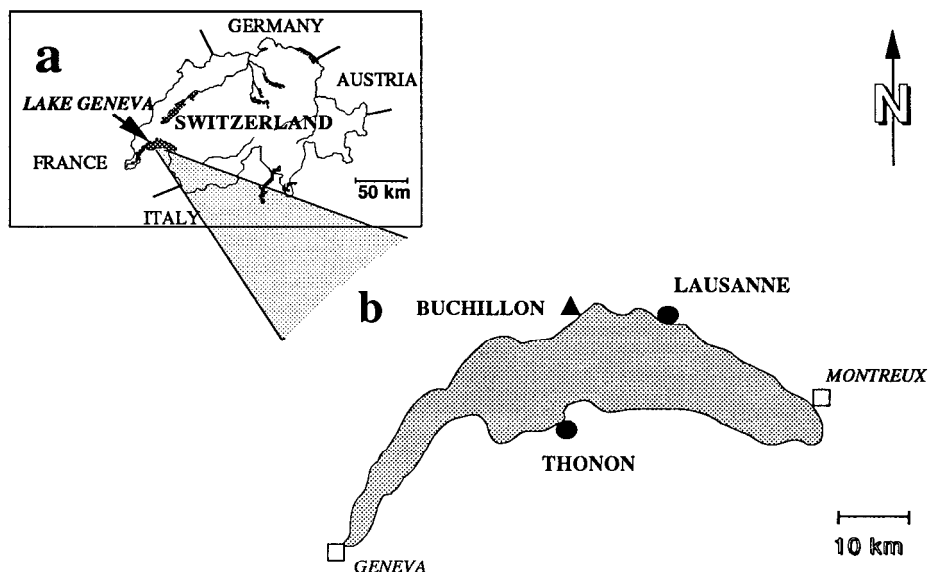 a
GERMANY
AUSTRIA
LAKE GENEVA
SWITZERLAND
FRANCE
50 km
ITALY
N
b
BUCHILLON
LAUSANNE
MONTREUX
THONON
10 km
GENEVA